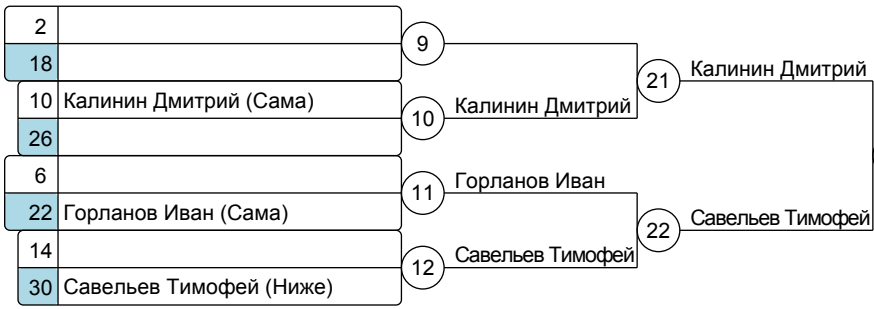 2
18
9
10 Калинин Дмитрий (Сама)
26
10
Калинин Дмитрий
21
Калинин Дмитрий
6
22 Горланов Иван (Сама)
11
Горланов Иван
14
30 Савельев Тимофей (Ниже)
12
Савельев Тимофей
22
Савельев Тимофей